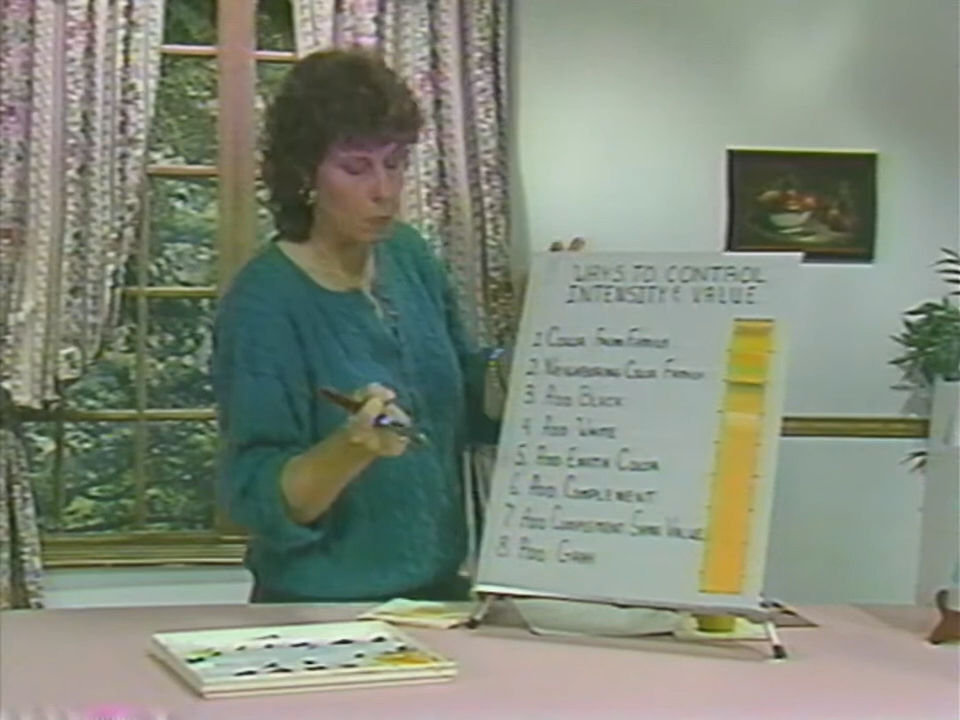 WAYS TO CONTROL
INTENSITY & VALUE
1. COLOR FROM FAMILY
2. NEIGHBORING COLOR FAMILY
3. ADD BLACK
4. ADD WHITE
5. ADD EARTH COLOR
6. ADD COMPLEMENT
7. ADD COMPLEMENT SAME VALUE
8. ADD GRAY